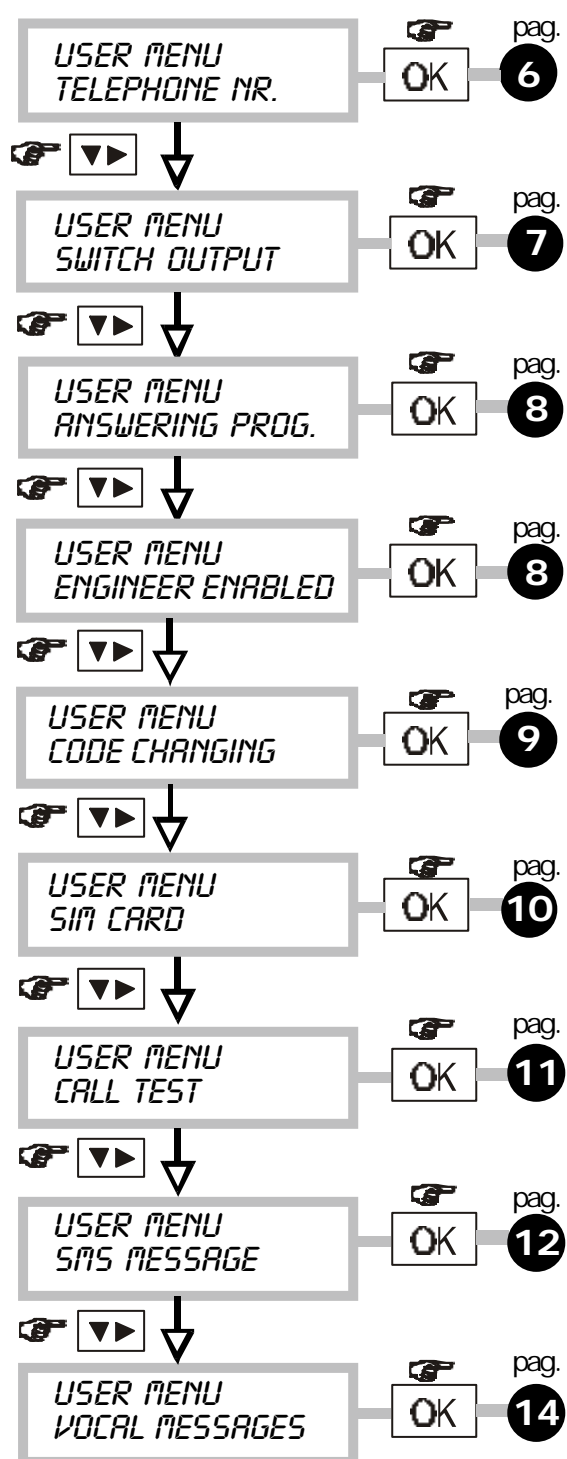 pag.
USER MENU
TELEPHONE NR.
OK
6
pag.
USER MENU
SWITCH OUTPUT
OK
7
pag.
USER MENU
ANSWERING PROG.
OK
8
pag.
USER MENU
ENGINEER ENABLED
OK
8
pag.
USER MENU
CODE CHANGING
OK
9
pag.
USER MENU
SIM CARD
OK
10
pag.
USER MENU
CALL TEST
OK
11
pag.
USER MENU
SMS MESSAGE
OK
12
pag.
USER MENU
VOCAL MESSAGES
OK
14